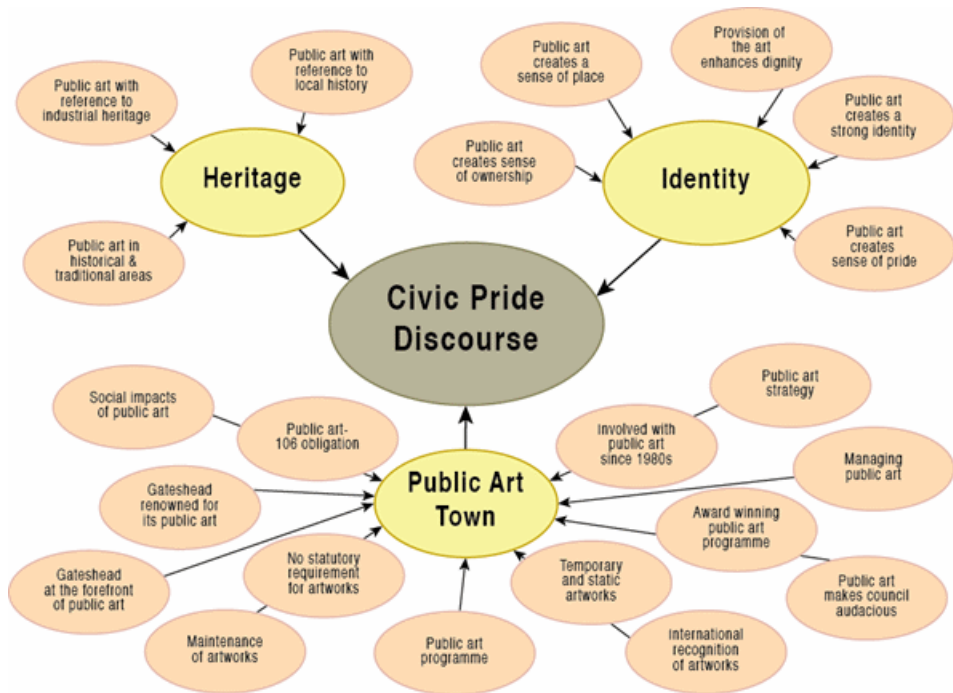 Public art with
reference to
industrial heritage
Public art with
reference to
local history
Heritage
Public art in
historical &
traditional areas
Public art
creates a
sense of place
Provision of
the art
enhances dignity
Public art
creates a
strong identity
Public art
creates sense
of ownership
Identity
Public art
creates
sense of pride
Civic Pride
Discourse
Social impacts
of public art
Public art-
106 obligation
Gateshead
renowned for
its public art
Gateshead
at the forefront
of public art
No statutory
requirement
for artworks
Maintenance
of artworks
Public Art
Town
Public art
programme
Involved with
public art
since 1980s
Public art
strategy
Managing
public art
Award winning
public art
programme
Public art
makes council
audacious
Temporary
and static
artworks
International
recognition
of artworks